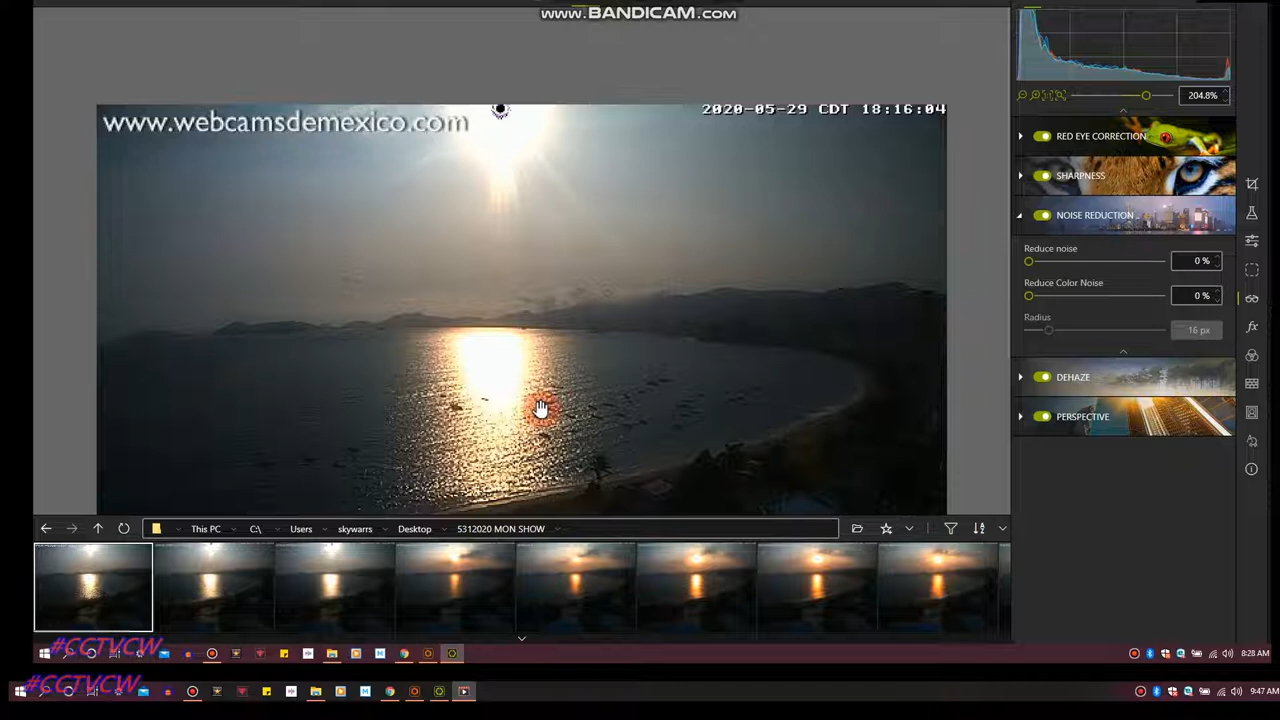 www.BANDICAM.com
www.webcamsdemexico.com
2020-05-29 CDT 18:16:04
204.8%
RED EYE CORRECTION
SHARPNESS
NOISE REDUCTION
Reduce noise
0 %
Reduce Color Noise
0 %
Radius
16 px
DEHAZE
PERSPECTIVE
This PC
C:\
Users
skywarrs
Desktop
5312020 MON SHOW
#CCTVCW
8:28 AM
#CCTVCW
9:47 AM